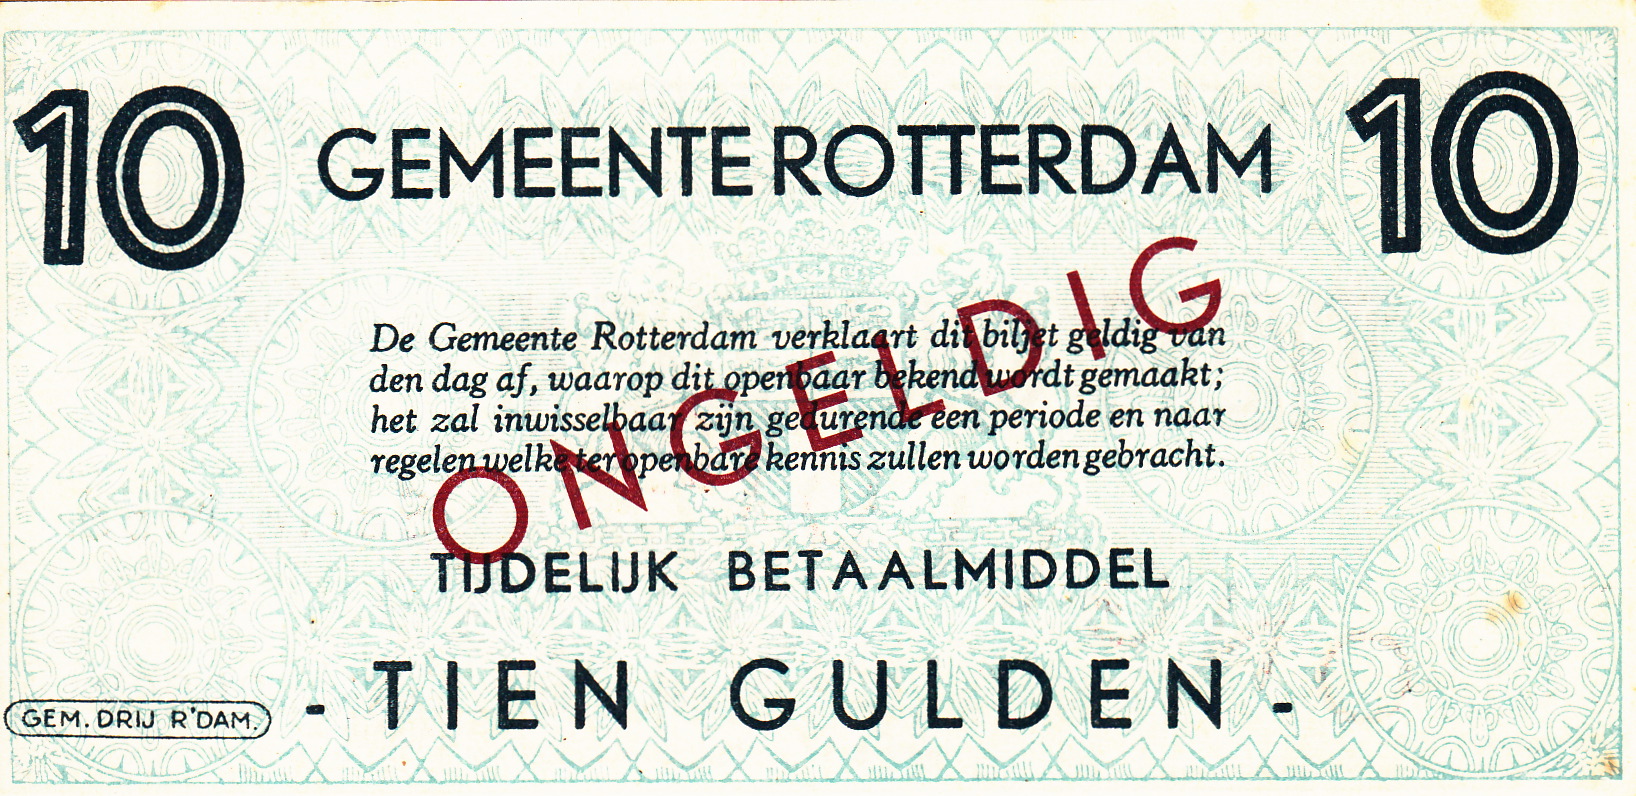 10 GEMEENTE ROTTERDAM 10
De Gemeente Rotterdam verklaart dit biljet geldig van
den dag af, waarop dit openbaar bekend wordt gemaakt;
het zal inwisselbaar zijn gedurende een periode en naar
regelen welke ter openbare kennis zullen worden gebracht.
ONGELDIG
TIJDELIJK BETAALMIDDEL
- TIEN GULDEN -
GEM. DRIJ R'DAM.